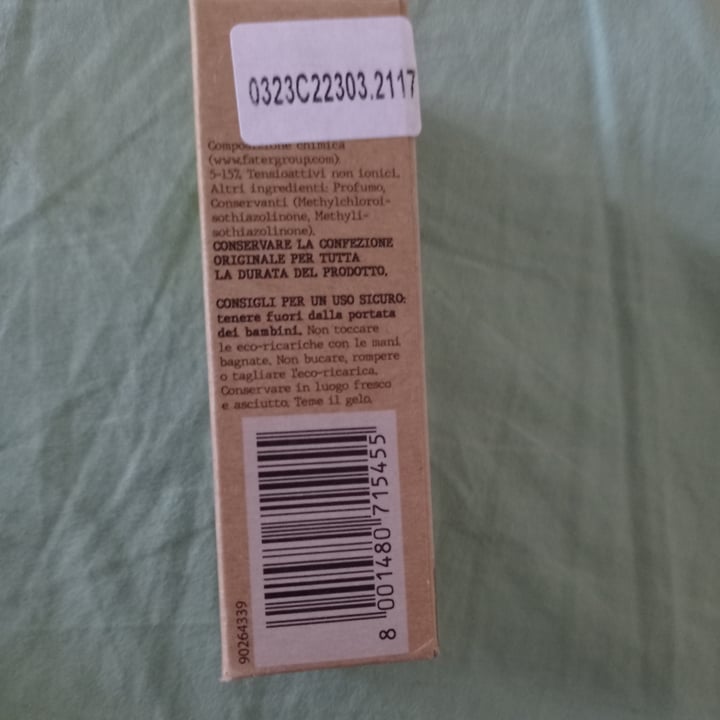 0323C22303.2117
Composizione chimica
(www.fatergroup.com)
5-15% Tensioattivi non ionici.
Altri ingredienti: Profumo,
Conservanti (Methylchloroi-
sothiazolinone, Methyli-
sothiazolinone).
CONSERVARE LA CONFEZIONE
ORIGINALE PER TUTTA
LA DURATA DEL PRODOTTO.
CONSIGLI PER UN USO SICURO:
tenere fuori dalla portata
dei bambini. Non toccare
le eco-ricariche con le mani
bagnate. Non bucare, rompere
o tagliare l'eco-ricarica.
Conservare in luogo fresco
e asciutto. Teme il gelo.
8 001480 715455
90264339